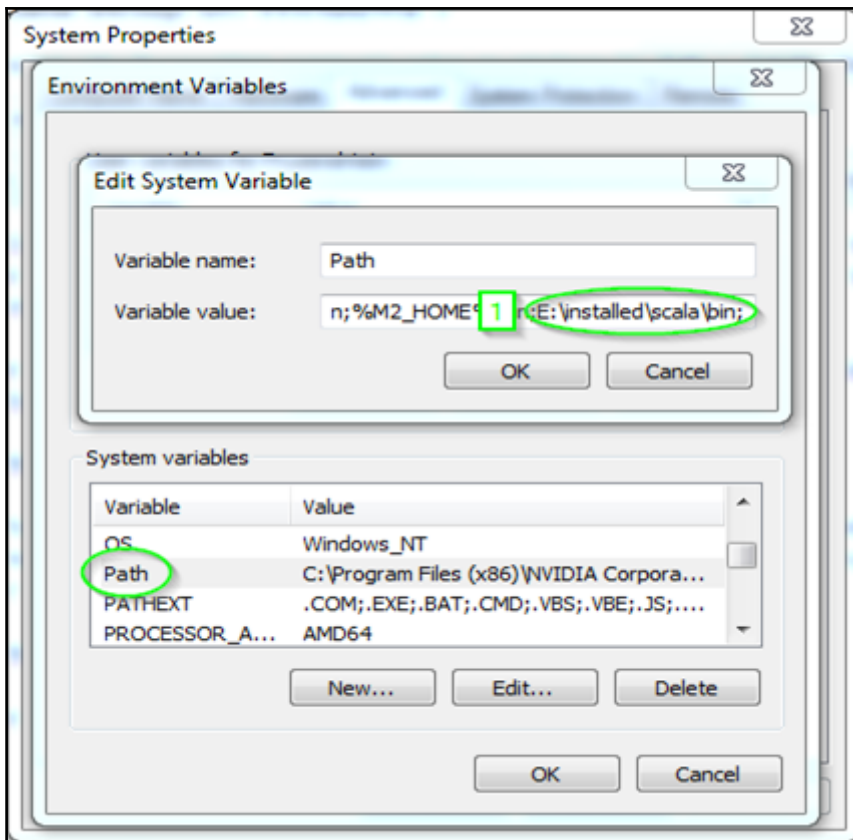 System Properties
Environment Variables
Edit System Variable
Variable name: Path
Variable value: n;%M2_HOME% 1 n;E:\installed\scala\bin;
OK Cancel
System variables
Variable Value
OS Windows_NT
Path C:\Program Files (x86)\NVIDIA Corpora...
PATHEXT .COM;.EXE;.BAT;.CMD;.VBS;.VBE;.JS;....
PROCESSOR_A... AMD64
New... Edit... Delete
OK Cancel